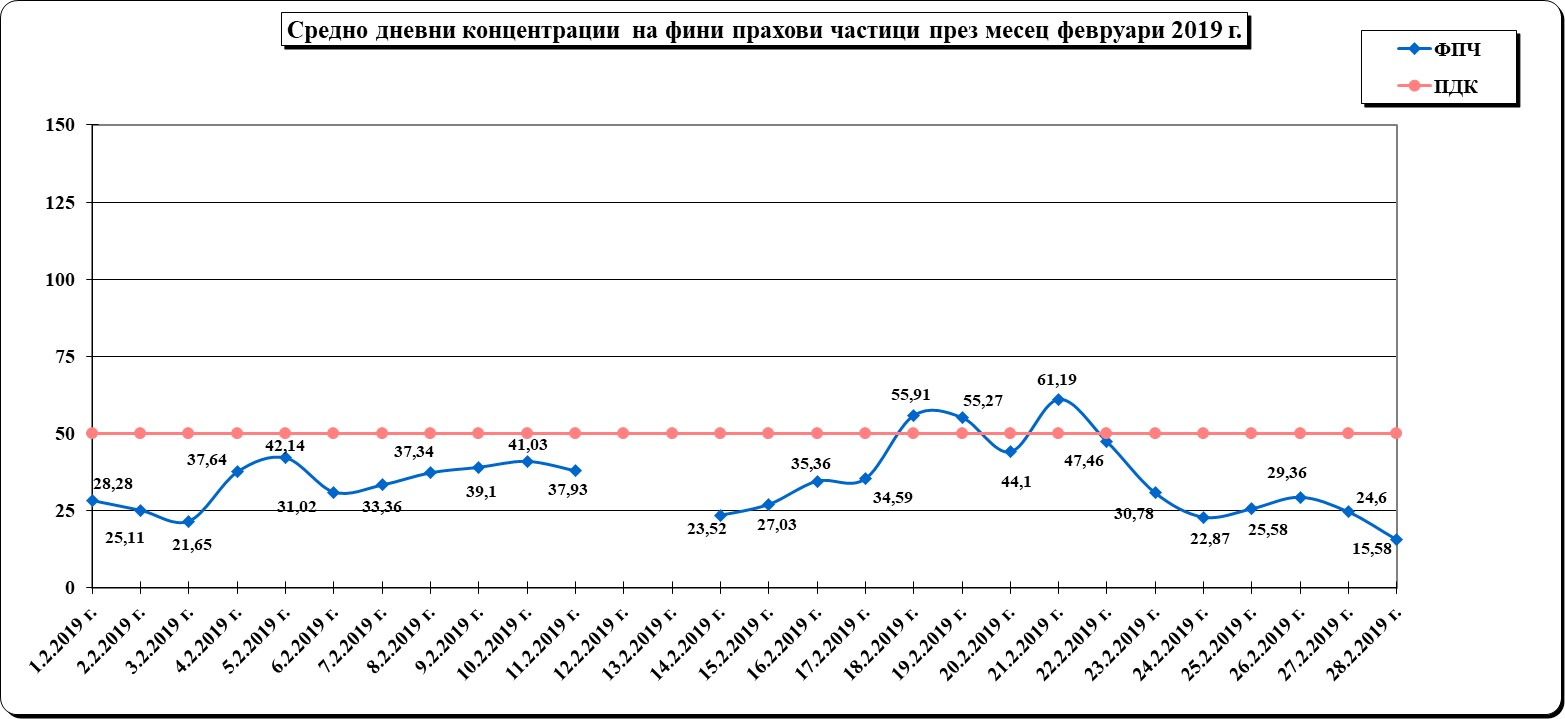 Средно дневни концентрации на фини прахови частици през месец февруари 2019 г.
ФПЧ
ПДК
150
125
100
75
50
25
0
28,28
25,11
21,65
37,64
42,14
31,02
33,36
37,34
39,1
41,03
37,93
23,52
27,03
35,36
34,59
55,91
55,27
44,1
61,19
47,46
30,78
22,87
25,58
29,36
24,6
15,58
1.2.2019 г.
2.2.2019 г.
3.2.2019 г.
4.2.2019 г.
5.2.2019 г.
6.2.2019 г.
7.2.2019 г.
8.2.2019 г.
9.2.2019 г.
10.2.2019 г.
11.2.2019 г.
12.2.2019 г.
13.2.2019 г.
14.2.2019 г.
15.2.2019 г.
16.2.2019 г.
17.2.2019 г.
18.2.2019 г.
19.2.2019 г.
20.2.2019 г.
21.2.2019 г.
22.2.2019 г.
23.2.2019 г.
24.2.2019 г.
25.2.2019 г.
26.2.2019 г.
27.2.2019 г.
28.2.2019 г.